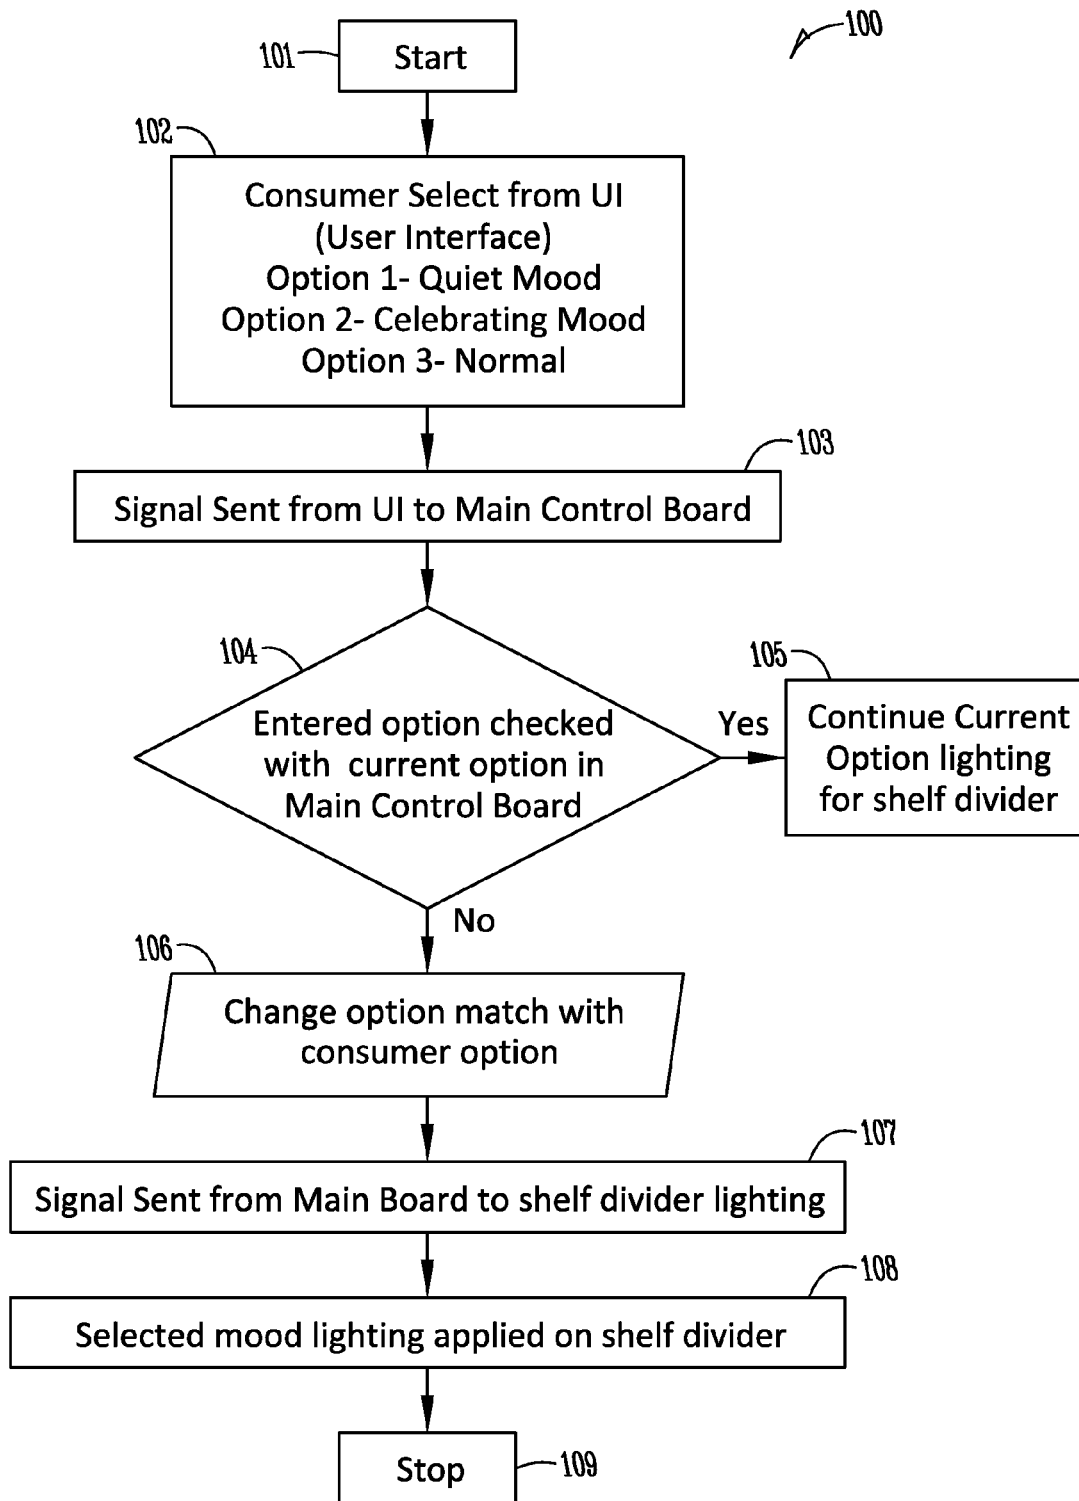 100
101
Start
102
Consumer Select from UI
(User Interface)
Option 1- Quiet Mood
Option 2- Celebrating Mood
Option 3- Normal
103
Signal Sent from UI to Main Control Board
104
Entered option checked
with current option in
Main Control Board
Yes
105
Continue Current
Option lighting
for shelf divider
No
106
Change option match with
consumer option
107
Signal Sent from Main Board to shelf divider lighting
108
Selected mood lighting applied on shelf divider
Stop
109